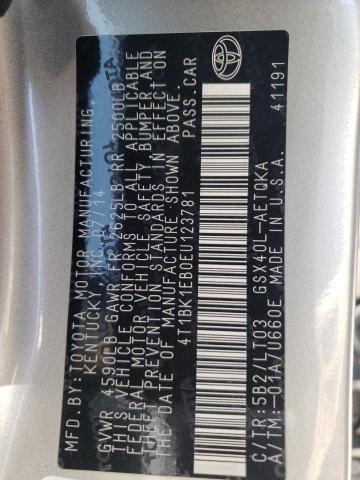 MFD.BY:TOYOTA MOTOR MANUFACTURING,
KENTUCKY, INC. 07/14
GVWR 4590LB GAWR FR 2625LB RR 2500LB
THIS VEHICLE CONFORMS TO ALL APPLICABLE
FEDERAL MOTOR VEHICLE SAFETY, BUMPER AND
THEFT PREVENTION STANDARDS IN EFFECT ON
THE DATE OF MANUFACTURE SHOWN ABOVE.
4T1BK1EB0EU123781 PASS.CAR
C/TR:5B2/LT03 GSX40L-AETQKA
A/TM:-01A/U660E MADE IN U.S.A. 41191